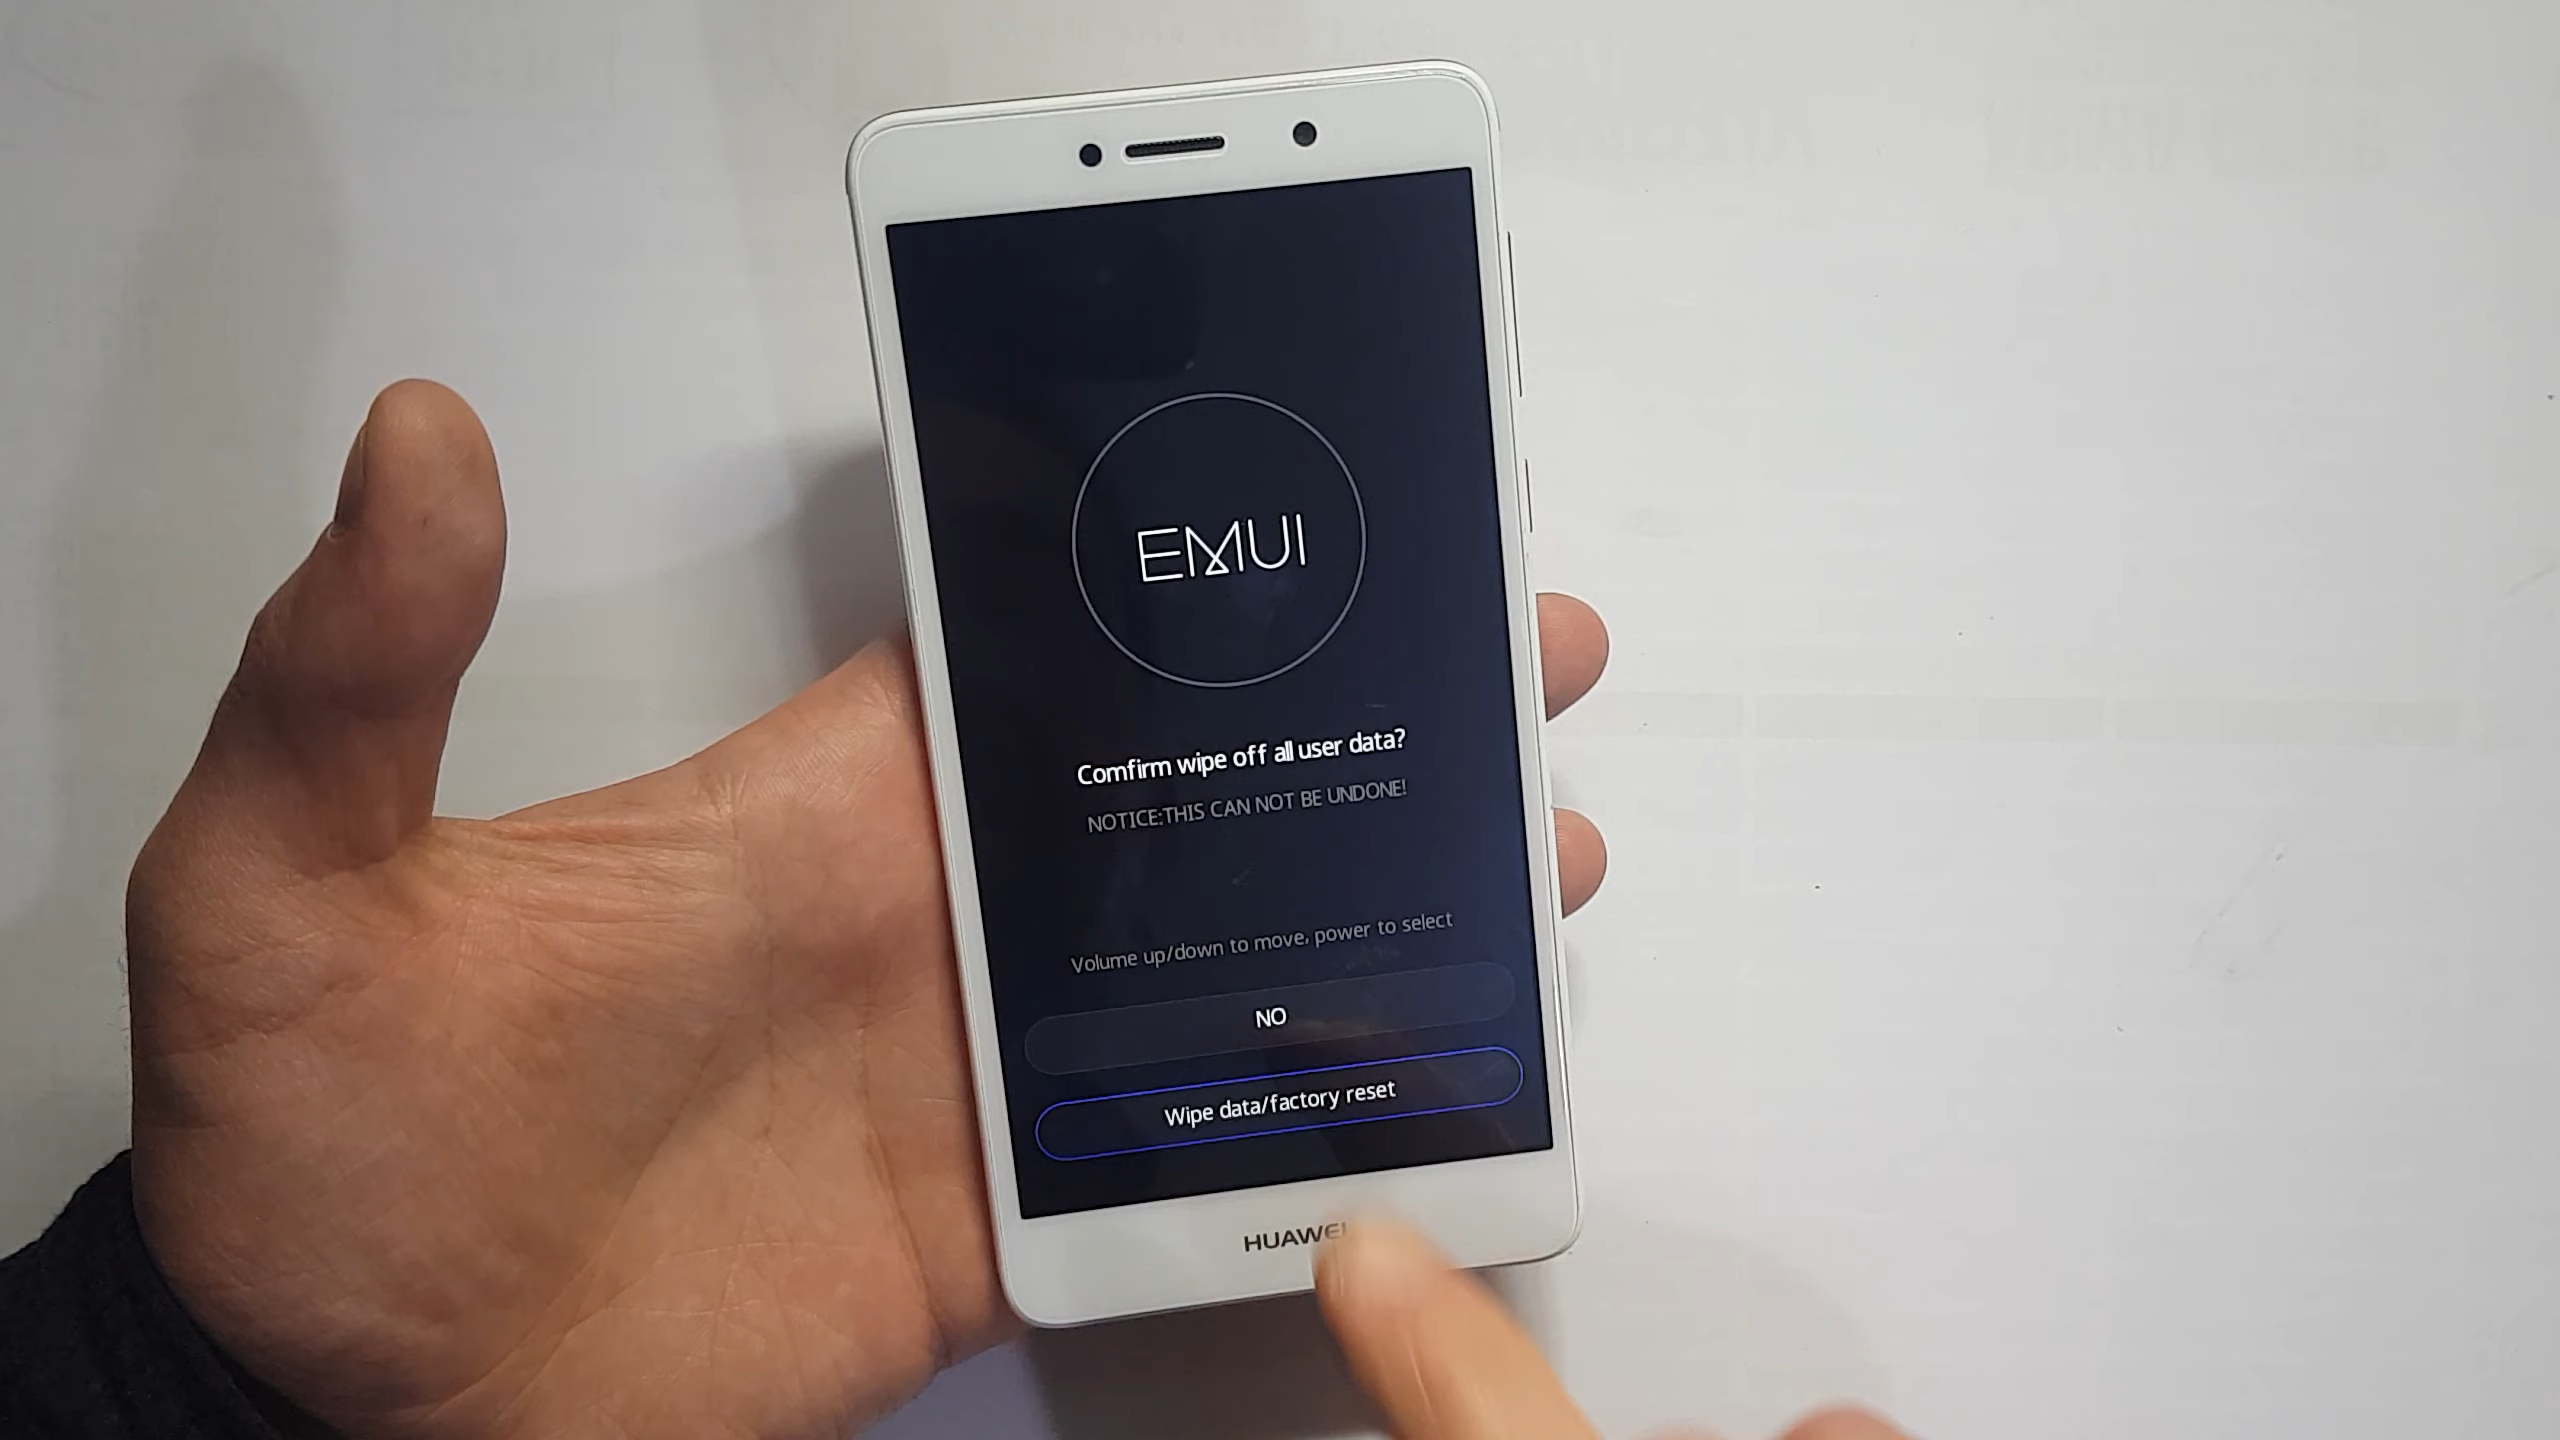 EMUI
Comfirm wipe off all user data?
NOTICE:THIS CAN NOT BE UNDONE!
Volume up/down to move, power to select
NO
Wipe data/factory reset
HUAWEI